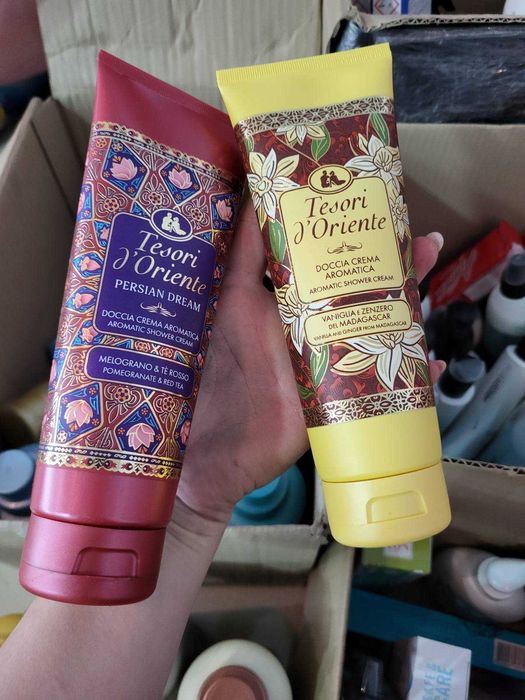 Tesori
d'Oriente
PERSIAN DREAM
DOCCIA CREMA AROMATICA
AROMATIC SHOWER CREAM
MELOGRANO & TÈ ROSSO
POMEGRANATE & RED TEA
Tesori
d'Oriente
DOCCIA CREMA
AROMATICA
AROMATIC SHOWER CREAM
VANIGLIA E ZENZERO
DEL MADAGASCAR
VANILLA AND GINGER FROM MADAGASCAR
CARE